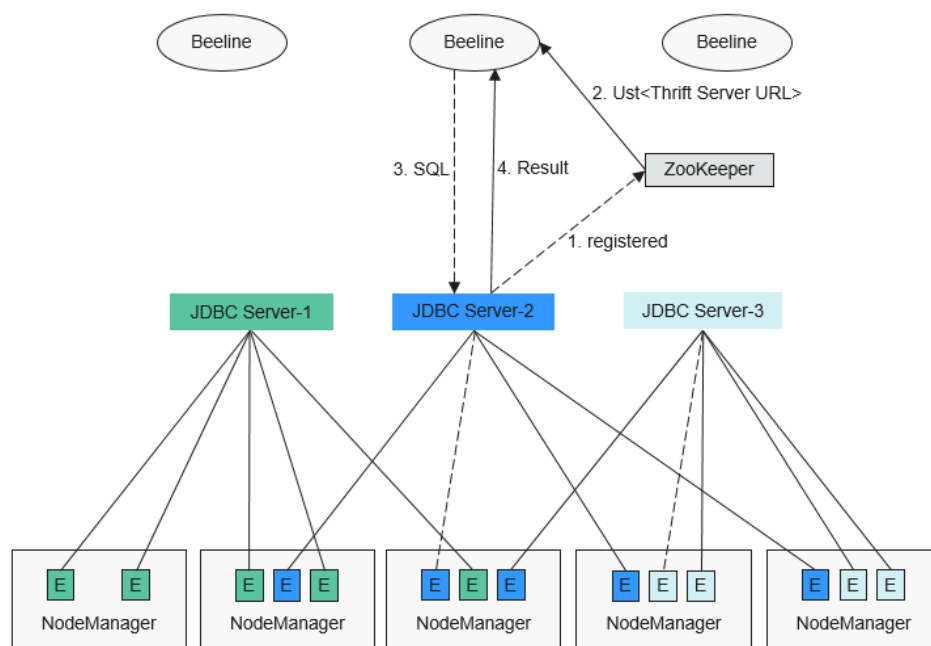 Beeline
Beeline
Beeline
2. Ust<Thrift Server URL>
3. SQL
4. Result
ZooKeeper
1. registered
JDBC Server-1
JDBC Server-2
JDBC Server-3
E
E
E
E
E
E
E
E
E
E
E
E
E
E
NodeManager
NodeManager
NodeManager
NodeManager
NodeManager